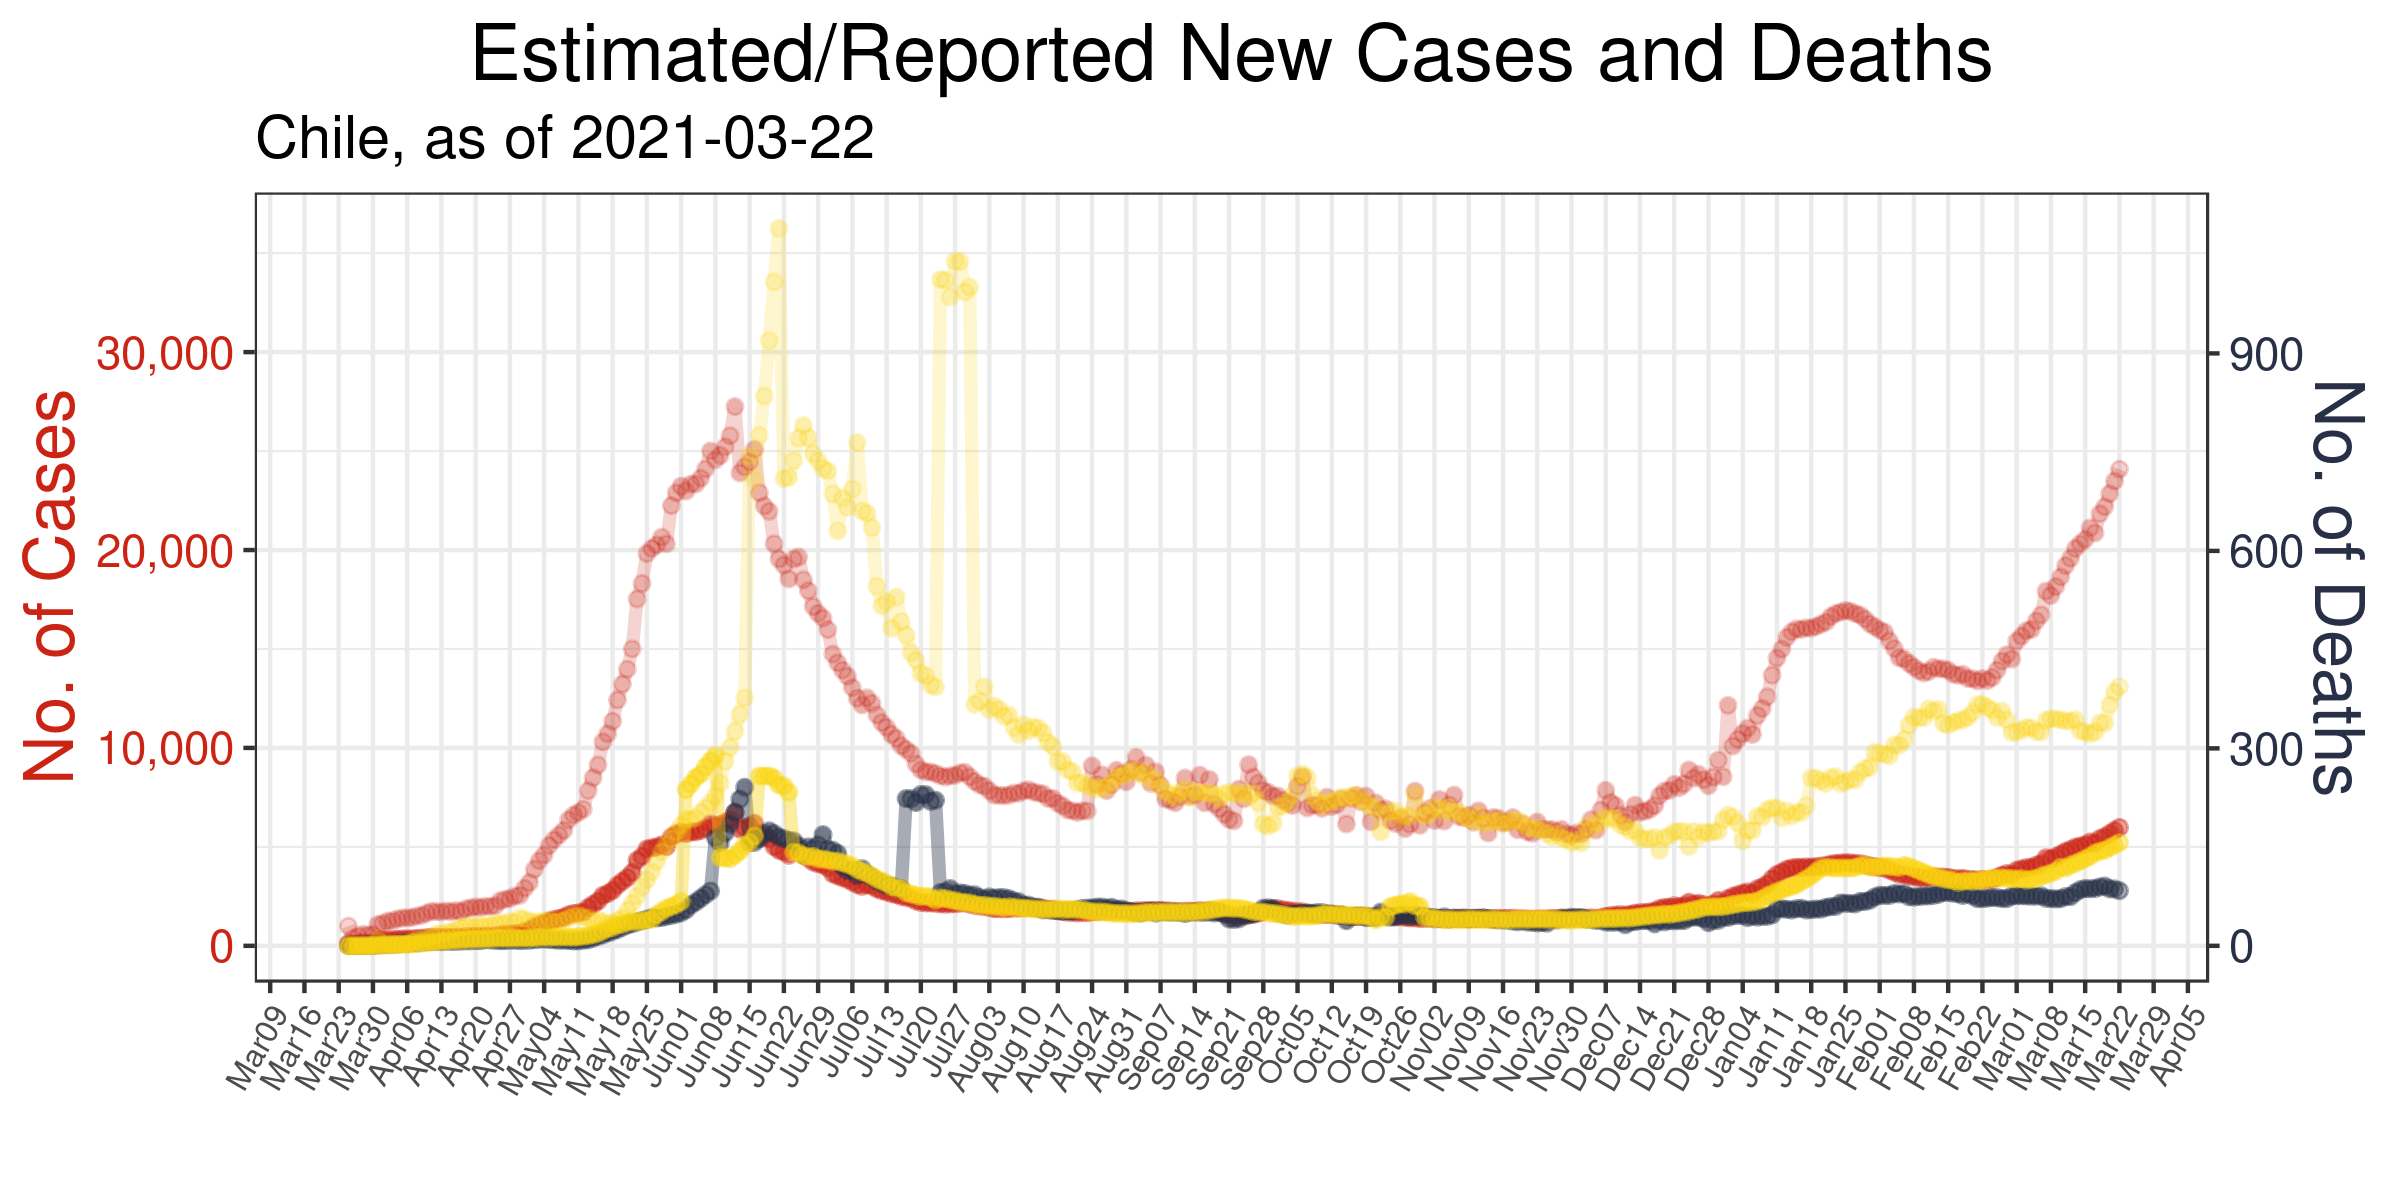 Estimated/Reported New Cases and Deaths
Chile, as of 2021-03-22
No. of Cases
30,000
20,000
10,000
0
900
600
300
0
No. of Deaths
Mar09
Mar16
Mar23
Mar30
Apr06
Apr13
Apr20
Apr27
May04
May11
May18
May25
Jun01
Jun08
Jun15
Jun22
Jun29
Jul06
Jul13
Jul20
Jul27
Aug03
Aug10
Aug17
Aug24
Aug31
Sep07
Sep14
Sep21
Sep28
Oct05
Oct12
Oct19
Oct26
Nov02
Nov09
Nov16
Nov23
Nov30
Dec07
Dec14
Dec21
Dec28
Jan04
Jan11
Jan18
Jan25
Feb01
Feb08
Feb15
Feb22
Mar01
Mar08
Mar15
Mar22
Mar29
Apr05